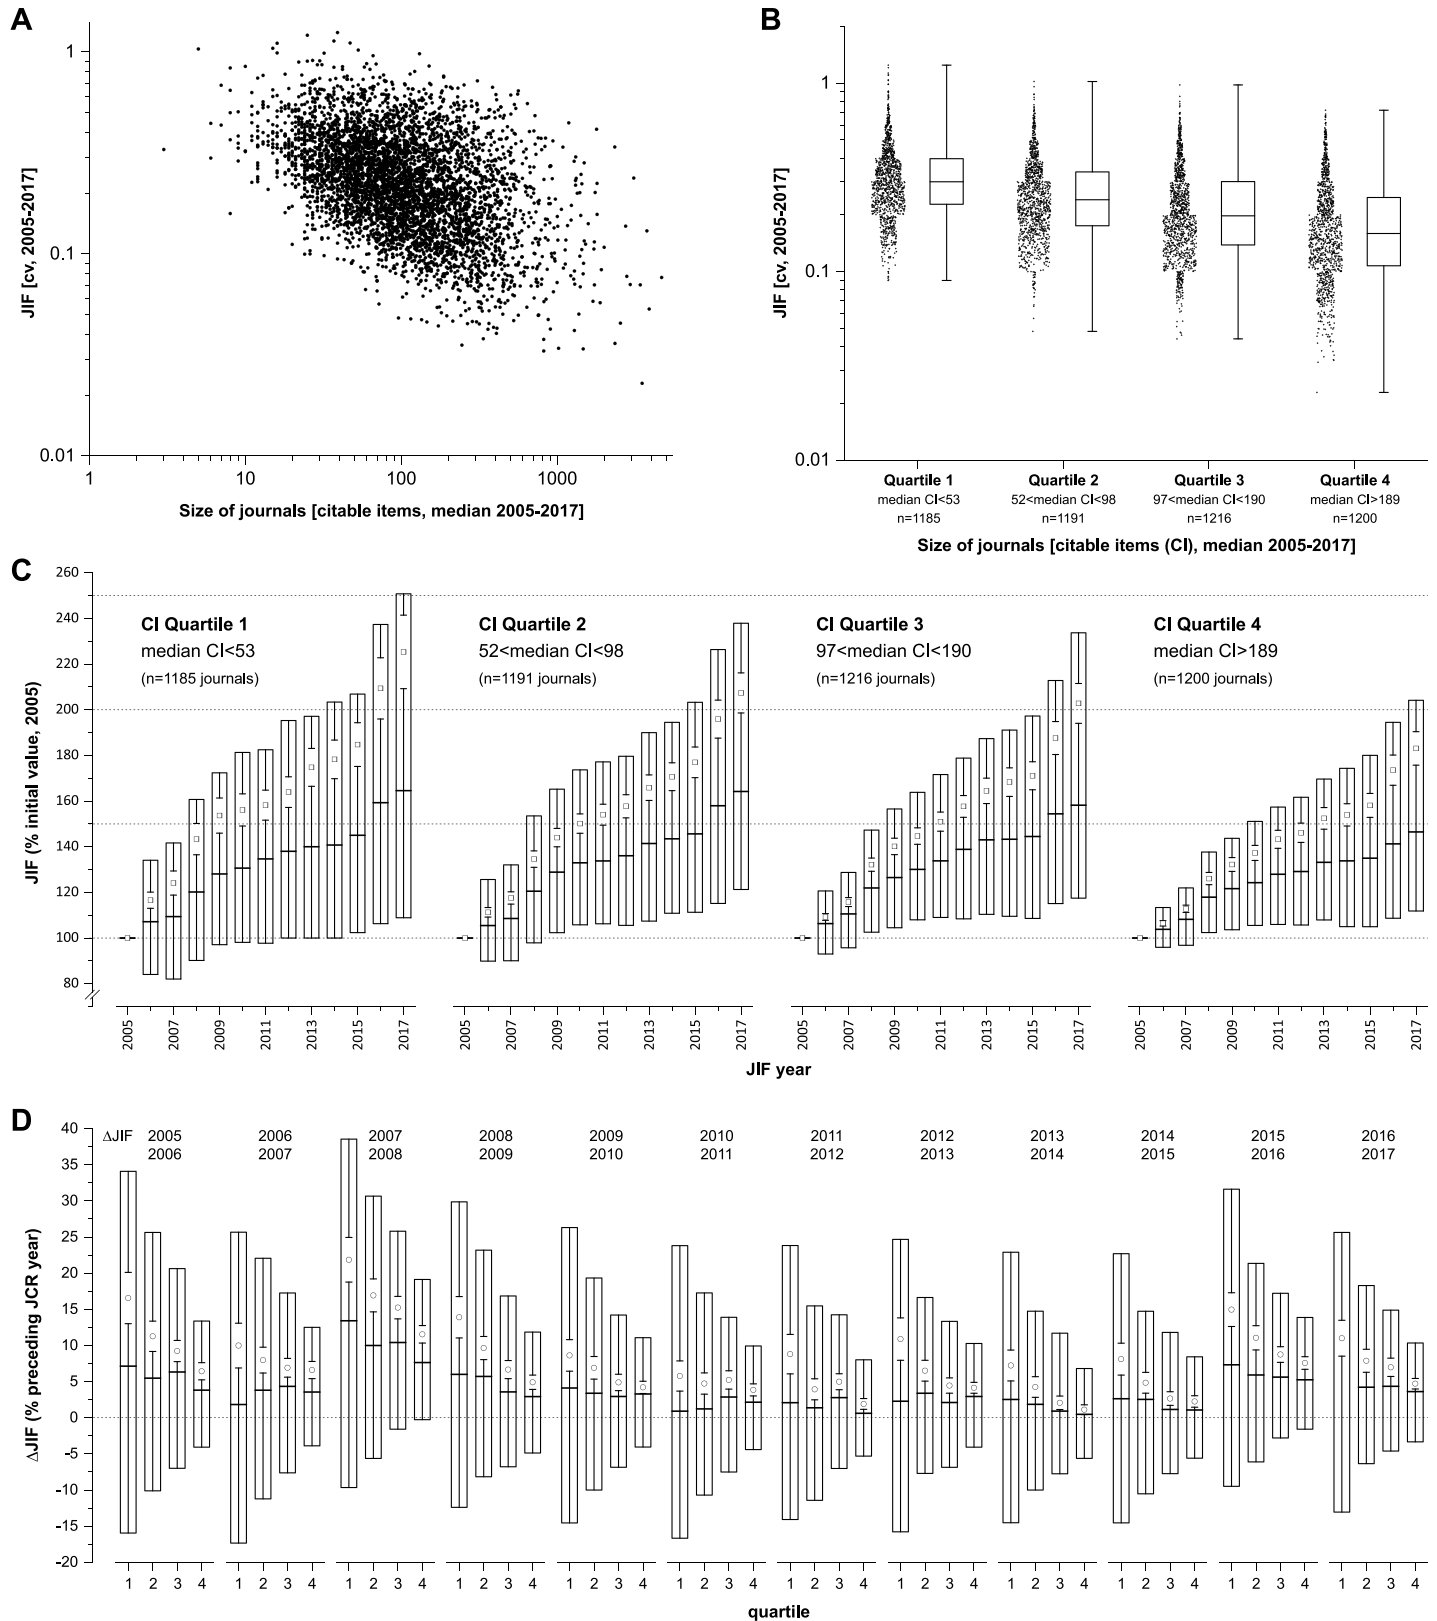 A
1
0.1
0.01
JIF [cv, 2005-2017]
1
10
100
1000
Size of journals [citable items, median 2005-2017]
B
1
0.1
0.01
JIF [cv, 2005-2017]
Quartile 1
median CI<53
n=1185
Quartile 2
52<median CI<98
n=1191
Quartile 3
97<median CI<190
n=1216
Quartile 4
median CI>189
n=1200
Size of journals [citable items (CI), median 2005-2017]
C
260
240
220
200
180
160
140
120
100
80
JIF (% initial value, 2005)
CI Quartile 1
median CI<53
(n=1185 journals)
CI Quartile 2
52<median CI<98
(n=1191 journals)
CI Quartile 3
97<median CI<190
(n=1216 journals)
CI Quartile 4
median CI>189
(n=1200 journals)
2005 2007 2009 2011 2013 2015 2017
2005 2007 2009 2011 2013 2015 2017
2005 2007 2009 2011 2013 2015 2017
2005 2007 2009 2011 2013 2015 2017
JIF year
D
40
35
30
25
20
15
10
5
0
-5
-10
-15
-20
ΔJIF (% preceding JCR year)
ΔJIF
2005
2006
2006
2007
2007
2008
2008
2009
2009
2010
2010
2011
2011
2012
2012
2013
2013
2014
2014
2015
2015
2016
2016
2017
1 2 3 4
1 2 3 4
1 2 3 4
1 2 3 4
1 2 3 4
1 2 3 4
1 2 3 4
1 2 3 4
1 2 3 4
1 2 3 4
1 2 3 4
1 2 3 4
quartile